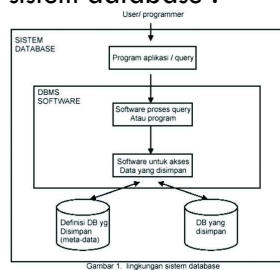 sistem database .
User/ programmer
SISTEM
DATABASE
Program aplikasi / query
DBMS
SOFTWARE
Software proses query
Atau program
Software untuk akses
Data yang disimpan
Definisi DB yg
Disimpan
(meta-data)
DB yang
disimpan
Gambar 1. lingkungan sistem database